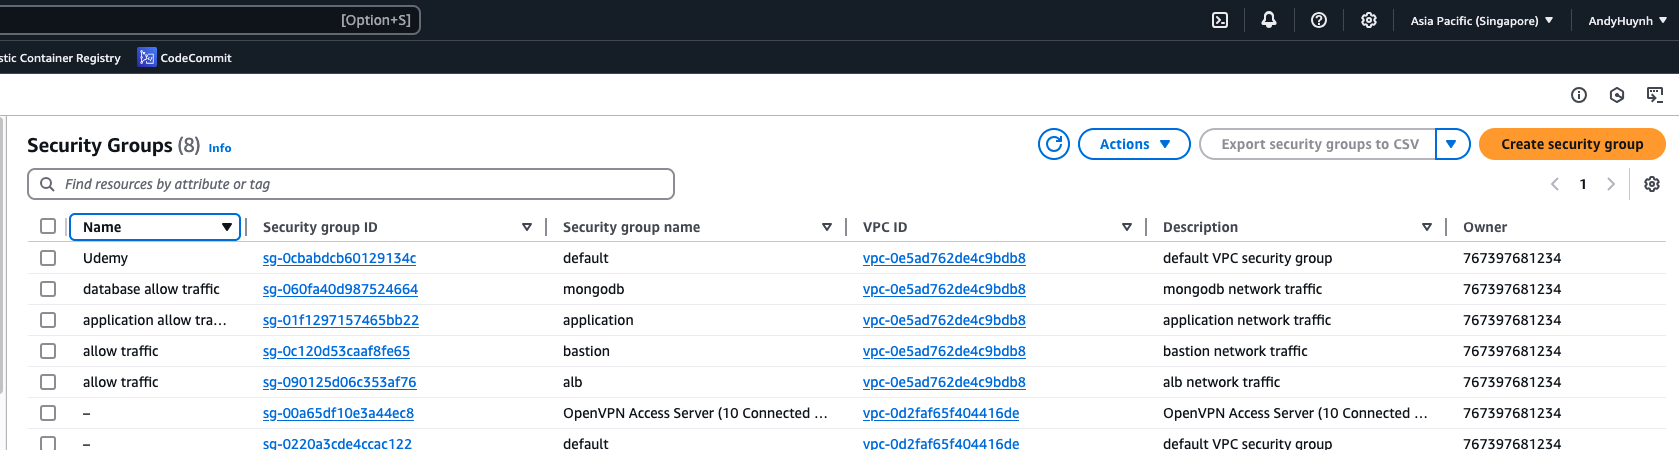 [Option+S]
Asia Pacific (Singapore)
AndyHuynh
stic Container Registry
CodeCommit
Security Groups (8) Info
Actions
Export security groups to CSV
Create security group
Find resources by attribute or tag
1
Name Security group ID Security group name VPC ID Description Owner
Udemy sg-0cbabdcb60129134c default vpc-0e5ad762de4c9bdb8 default VPC security group 767397681234
database allow traffic sg-060fa40d987524664 mongodb vpc-0e5ad762de4c9bdb8 mongodb network traffic 767397681234
application allow tra... sg-01f1297157465bb22 application vpc-0e5ad762de4c9bdb8 application network traffic 767397681234
allow traffic sg-0c120d53caaf8fe65 bastion vpc-0e5ad762de4c9bdb8 bastion network traffic 767397681234
allow traffic sg-090125d06c353af76 alb vpc-0e5ad762de4c9bdb8 alb network traffic 767397681234
– sg-00a65df10e3a44ec8 OpenVPN Access Server (10 Connected ... vpc-0d2faf65f404416de OpenVPN Access Server (10 Connected ... 767397681234
– sg-0220a3cde4ccac122 default vpc-0d2faf65f404416de default VPC security group 767397681234